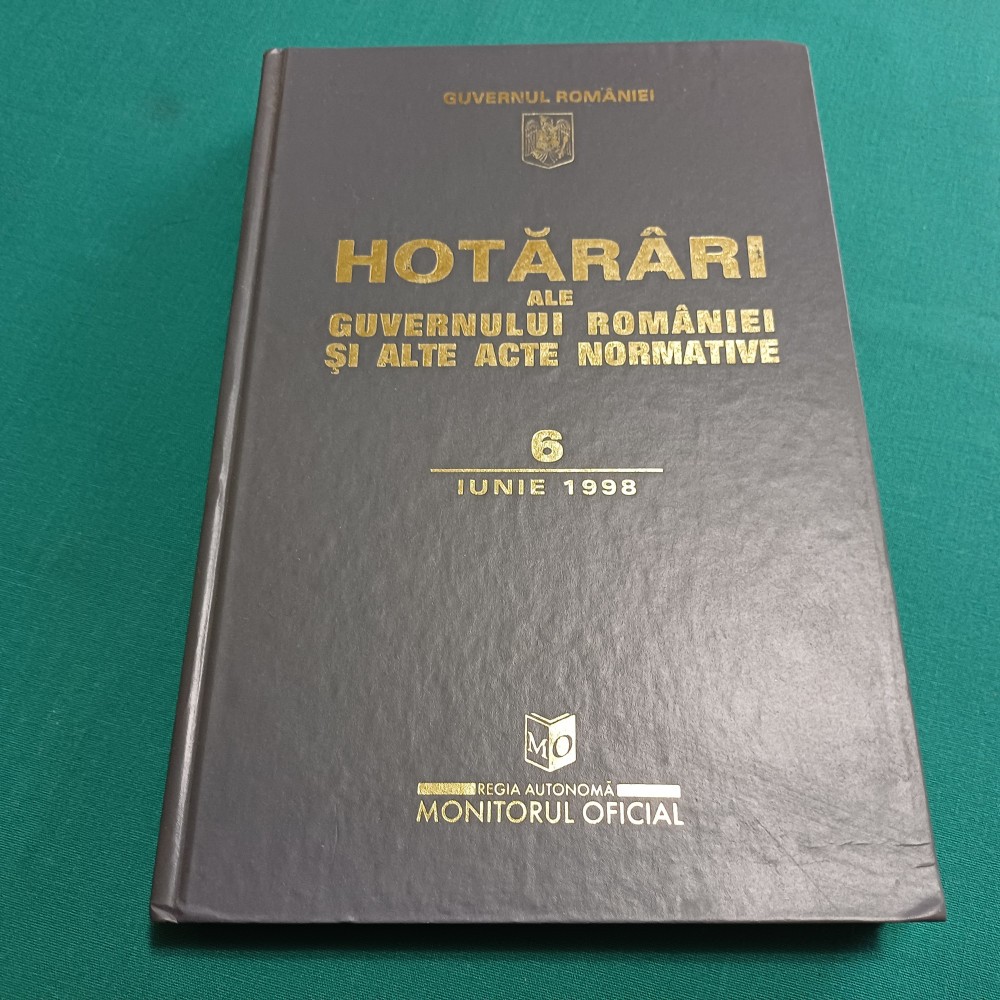 GUVERNUL ROMÂNIEI
HOTĂRÂRI
ALE
GUVERNULUI ROMÂNIEI
ŞI ALTE ACTE NORMATIVE
6
IUNIE 1998
MO
REGIA AUTONOMĂ
MONITORUL OFICIAL